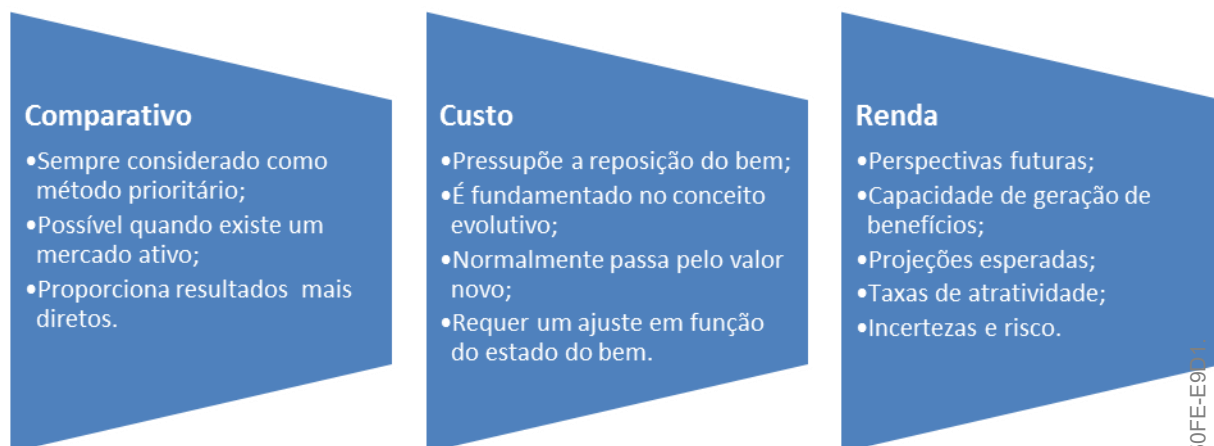 Comparativo
•Sempre considerado como
método prioritário;
•Possível quando existe um
mercado ativo;
•Proporciona resultados mais
diretos.
Custo
•Pressupõe a reposição do bem;
•É fundamentado no conceito
evolutivo;
•Normalmente passa pelo valor
novo;
•Requer um ajuste em função
do estado do bem.
Renda
•Perspectivas futuras;
•Capacidade de geração de
benefícios;
•Projeções esperadas;
•Taxas de atratividade;
•Incertezas e risco.